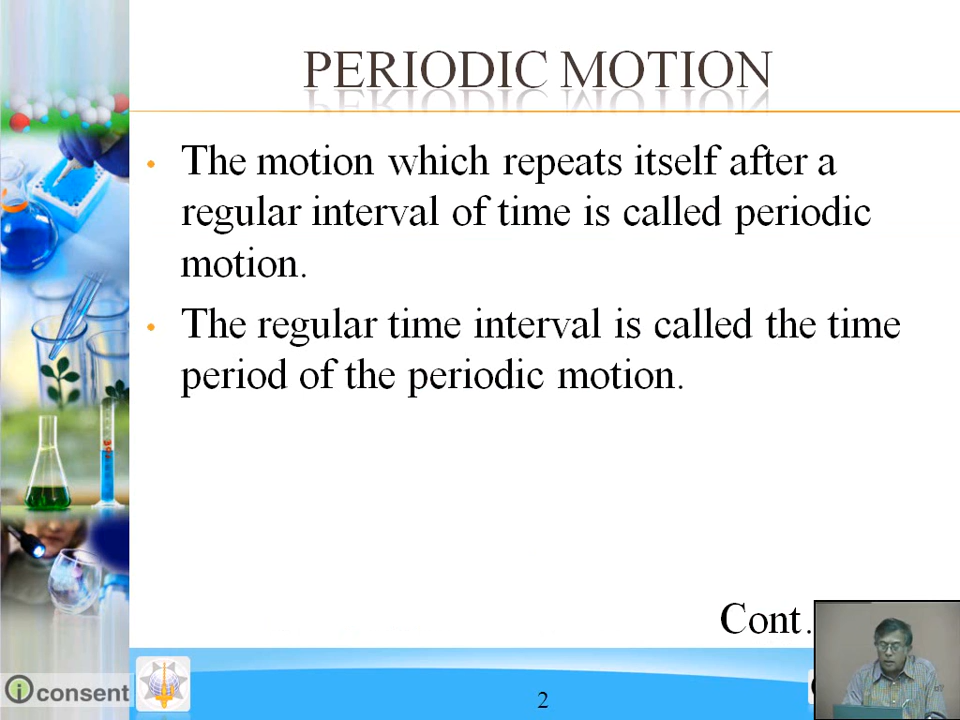 PERIODIC MOTION
• The motion which repeats itself after a
regular interval of time is called periodic
motion.
• The regular time interval is called the time
period of the periodic motion.
Cont.
i consent
2